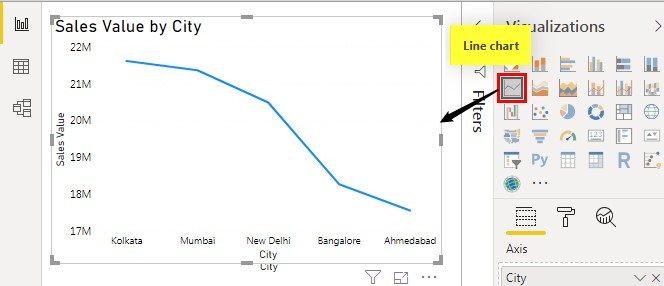 Sales Value by City
22M
21M
20M
19M
18M
17M
Sales Value
Kolkata Mumbai New Delhi Bangalore Ahmedabad
City
City
Line chart
Filters
Visualizations
123
Py
R
Axis
City